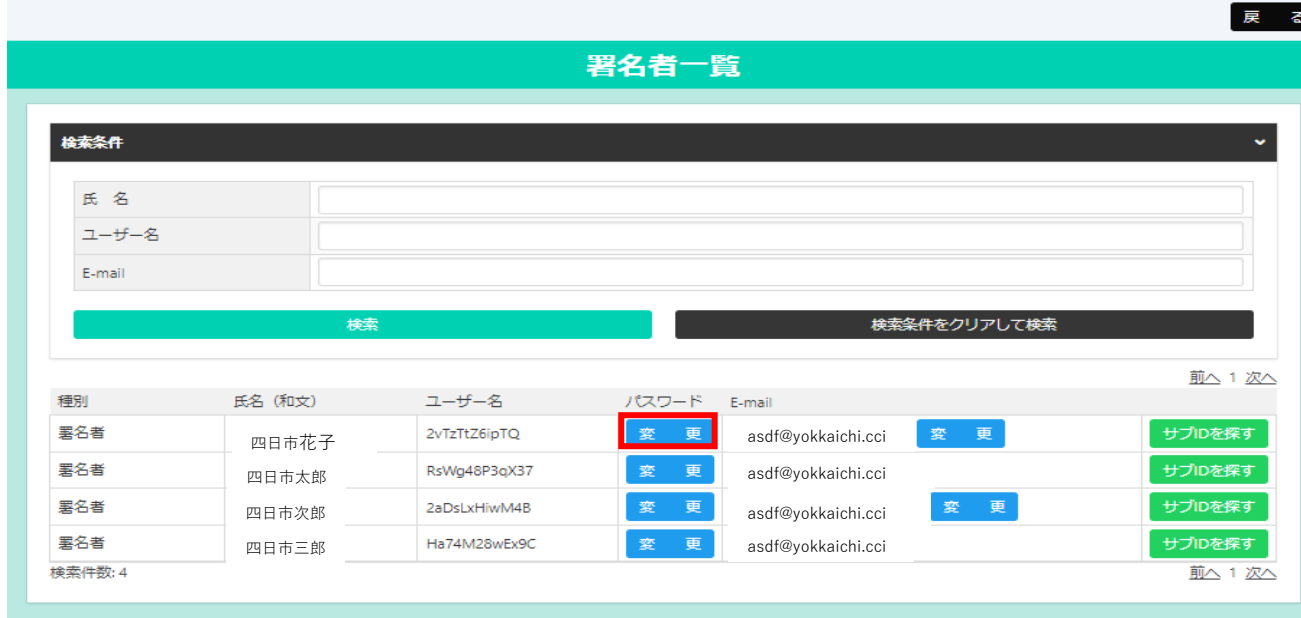 戻　る
署名者一覧
検索条件
氏　名
ユーザー名
E-mail
検索　検索条件をクリアして検索
前へ 1 次へ
種別　氏名（和文）　ユーザー名　パスワード　E-mail
署名者　四日市花子　2vTzTtZ6ipTQ　変　更　asdf@yokkaichi.cci　変　更　サブIDを探す
署名者　四日市太郎　RsWg48P3qX37　変　更　asdf@yokkaichi.cci　サブIDを探す
署名者　四日市次郎　2aDsLxHiwM4B　変　更　asdf@yokkaichi.cci　変　更　サブIDを探す
署名者　四日市三郎　Ha74M28wEx9C　変　更　asdf@yokkaichi.cci　サブIDを探す
検索件数: 4　前へ 1 次へ